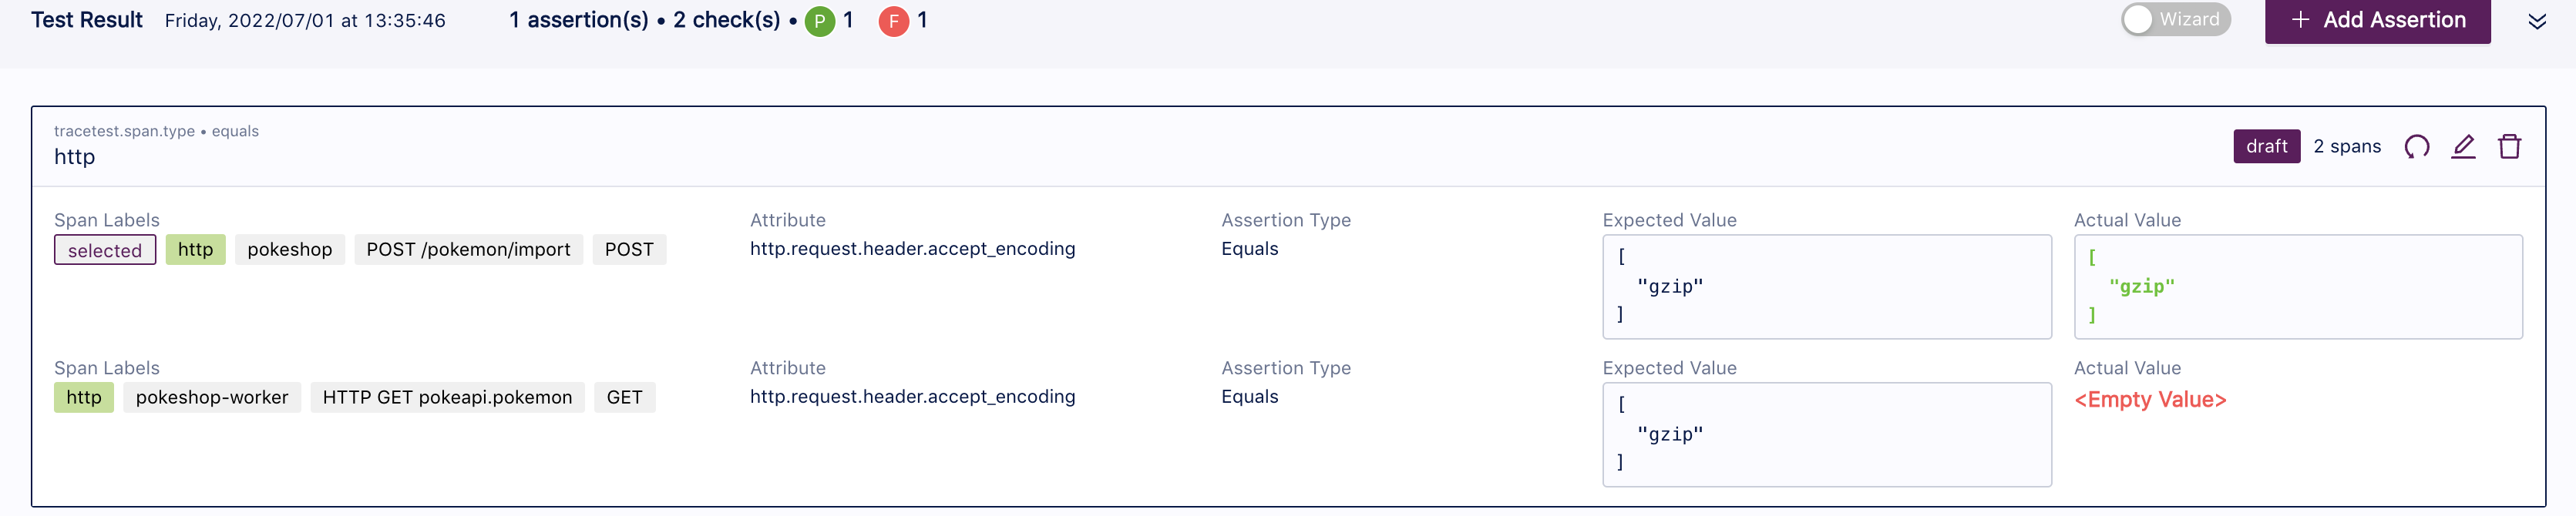 Test Result Friday, 2022/07/01 at 13:35:46 1 assertion(s) • 2 check(s) • P 1 F 1 Wizard + Add Assertion
tracetest.span.type • equals
http
draft 2 spans
Span Labels Attribute Assertion Type Expected Value Actual Value
selected http pokeshop POST /pokemon/import POST http.request.header.accept_encoding Equals
[ [
"gzip" "gzip"
] ]
Span Labels Attribute Assertion Type Expected Value Actual Value
http pokeshop-worker HTTP GET pokeapi.pokemon GET http.request.header.accept_encoding Equals <Empty Value>
[
"gzip"
]